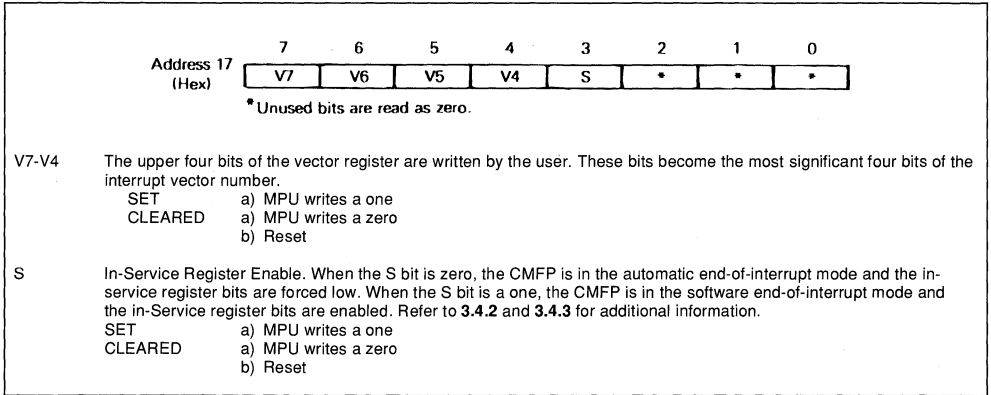 7 6 5 4 3 2 1 0
Address 17
(Hex)
V7 V6 V5 V4 S * * *
*Unused bits are read as zero.
V7-V4 The upper four bits of the vector register are written by the user. These bits become the most significant four bits of the
interrupt vector number.
SET a) MPU writes a one
CLEARED a) MPU writes a zero
b) Reset
S In-Service Register Enable. When the S bit is zero, the CMFP is in the automatic end-of-interrupt mode and the in-
service register bits are forced low. When the S bit is a one, the CMFP is in the software end-of-interrupt mode and
the in-Service register bits are enabled. Refer to 3.4.2 and 3.4.3 for additional information.
SET a) MPU writes a one
CLEARED a) MPU writes a zero
b) Reset